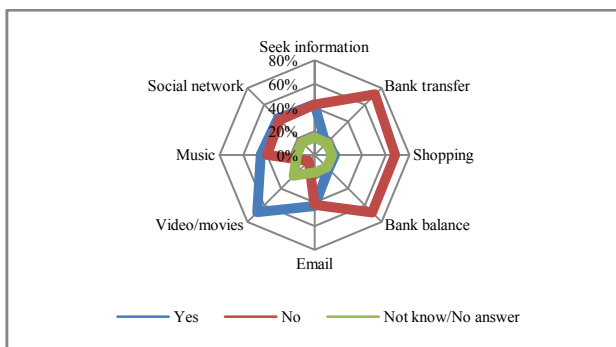 Seek information
80%
Social network
60%
Bank transfer
40%
20%
Music
0%
Shopping
Video/movies
Bank balance
Email
Yes
No
Not know/No answer